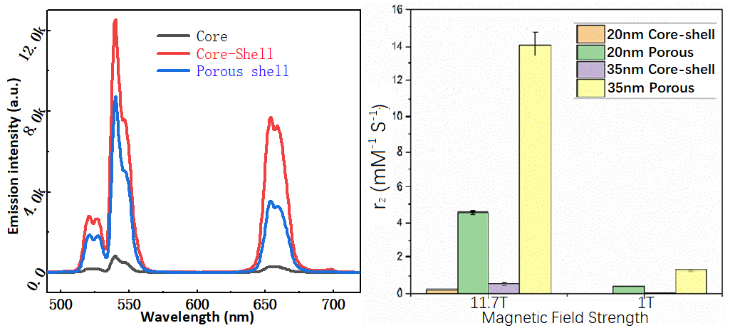 12.0k
8.0k
4.0k
0.0
Emission intensity (a.u.)
Core
Core-Shell
Porous shell
500
550
600
650
700
Wavelength (nm)
16
14
12
10
8
6
4
2
0
r2 (mM-1 S-1)
20nm Core-shell
20nm Porous
35nm Core-shell
35nm Porous
11.7T
1T
Magnetic Field Strength